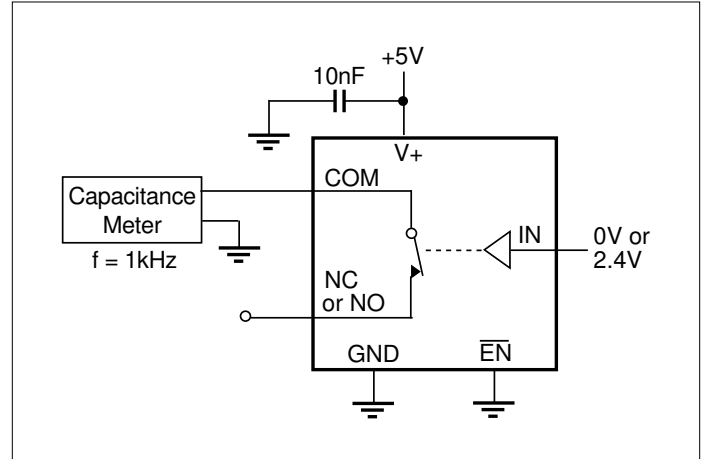 +5V
10nF
V+
COM
Capacitance
Meter
f = 1kHz
IN
0V or
2.4V
NC
or NO
GND
EN